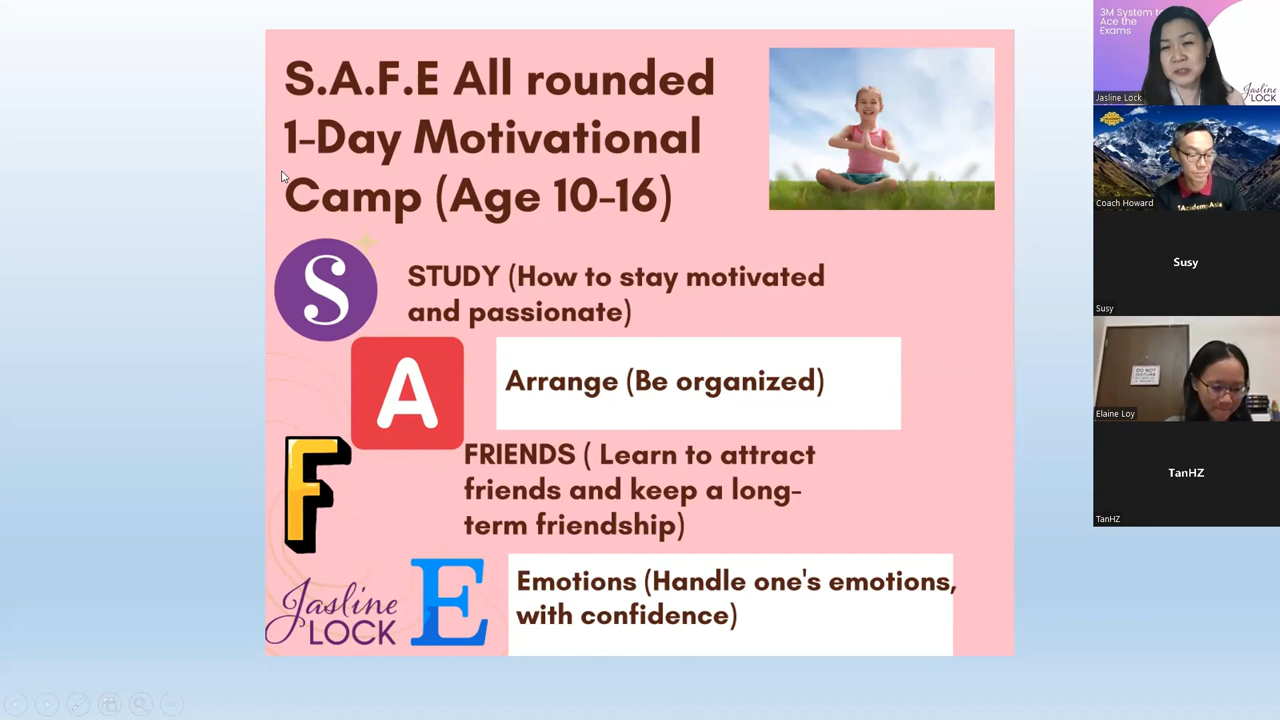 S.A.F.E All rounded
1-Day Motivational
Camp (Age 10-16)
S
STUDY (How to stay motivated
and passionate)
A
Arrange (Be organized)
F
FRIENDS ( Learn to attract
friends and keep a long-
term friendship)
E
Emotions (Handle one's emotions,
with confidence)
Jasline
LOCK
3M System to
Ace the
Exams
Jasline
LOCK
Jasline Lock
1Academy.Asia
Coach Howard
Susy
Susy
DO NOT
DISTURB
Elaine Loy
TanHZ
TanHZ